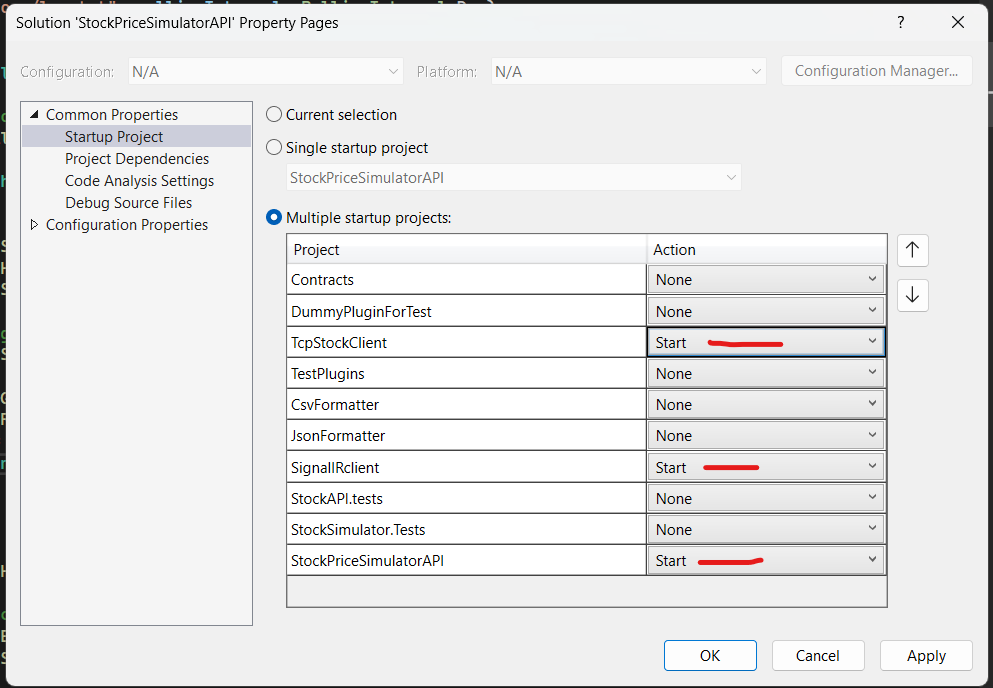 Solution 'StockPriceSimulatorAPI' Property Pages
?
Configuration: N/A Platform: N/A Configuration Manager...
Common Properties
Startup Project
Project Dependencies
Code Analysis Settings
Debug Source Files
Configuration Properties
Current selection
Single startup project
StockPriceSimulatorAPI
Multiple startup projects:
Project Action
Contracts None
DummyPluginForTest None
TcpStockClient Start
TestPlugins None
CsvFormatter None
JsonFormatter None
SignalIRclient Start
StockAPI.tests None
StockSimulator.Tests None
StockPriceSimulatorAPI Start
OK Cancel Apply